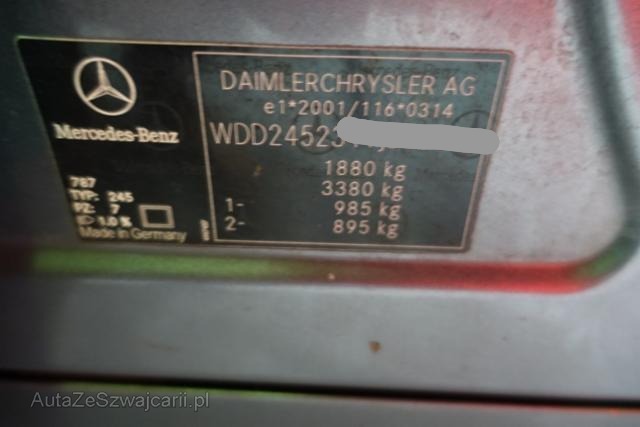 Mercedes-Benz
787
TYP: 245
PZ: 7
1.0 %
Made in Germany
DAIMLERCHRYSLER AG
e1*2001/116*0314
WDD2452
1880 kg
3380 kg
1- 985 kg
2- 895 kg
AutaZeSzwajcarii.pl